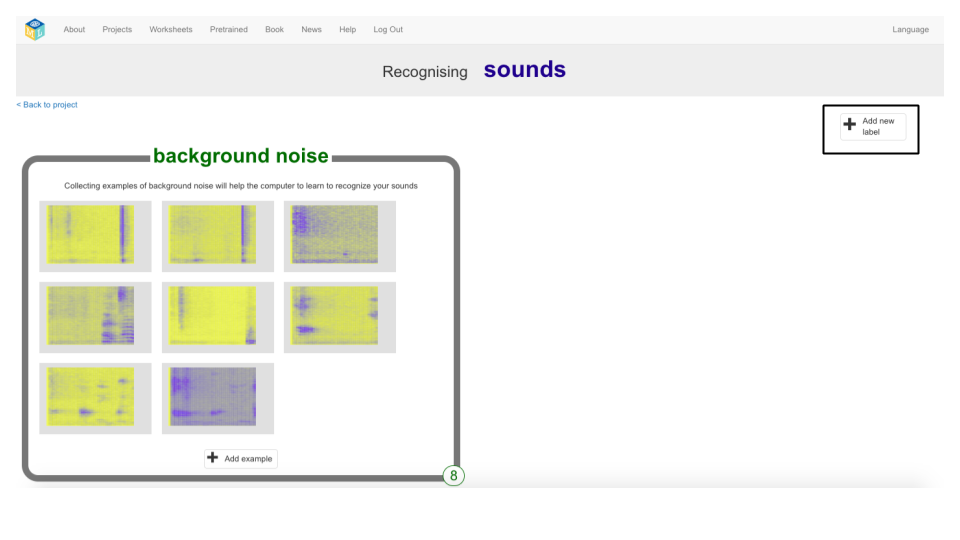 About Projects Worksheets Pretrained Book News Help Log Out Language
Recognising sounds
< Back to project
Add new
label
background noise
Collecting examples of background noise will help the computer to learn to recognize your sounds
Add example
8